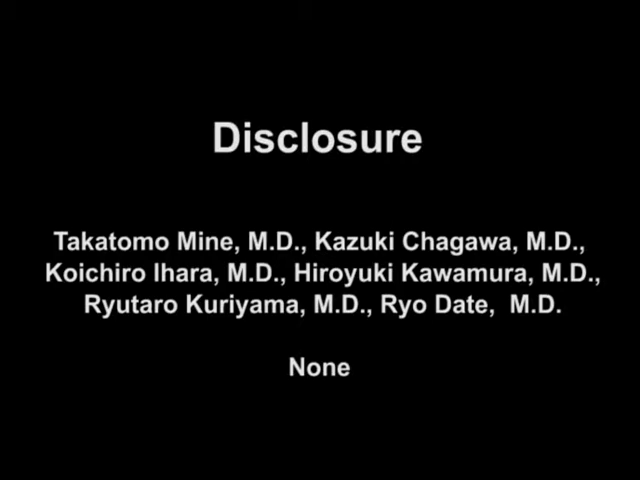 Disclosure
Takatomo Mine, M.D., Kazuki Chagawa, M.D.,
Koichiro Ihara, M.D., Hiroyuki Kawamura, M.D.,
Ryutaro Kuriyama, M.D., Ryo Date, M.D.
None